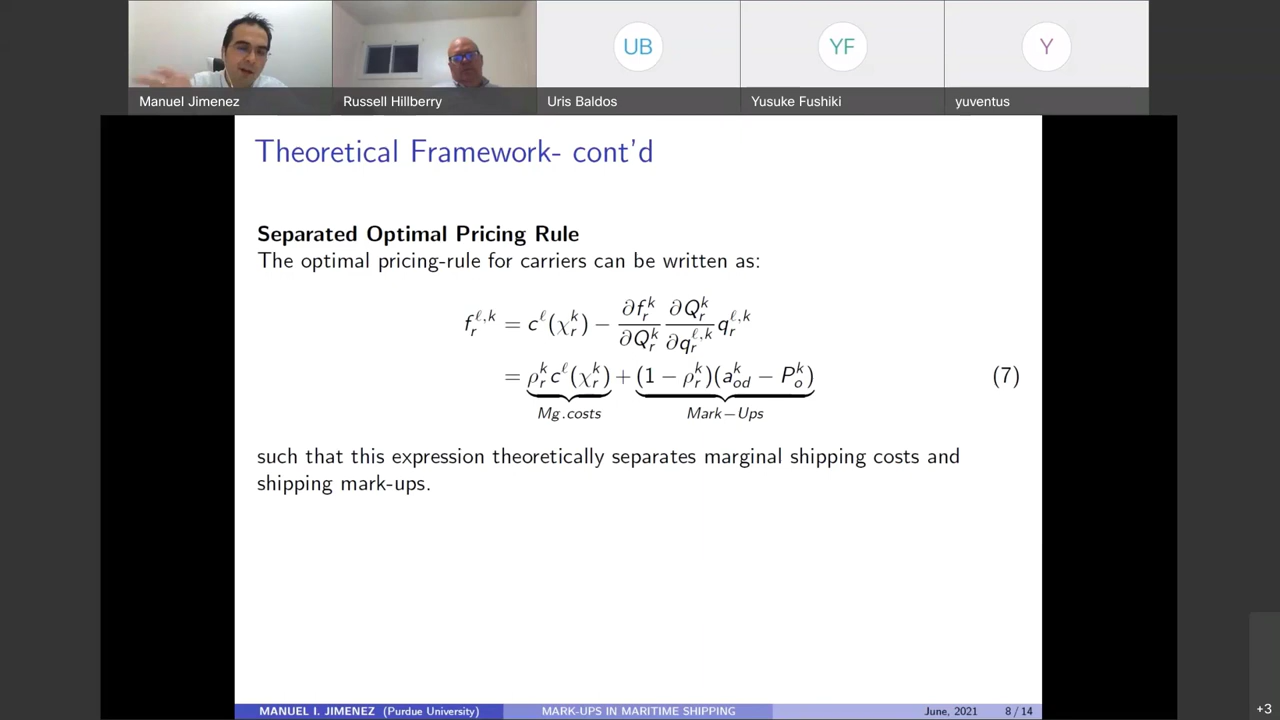 UB
YF
Y
Manuel Jimenez
Russell Hillberry
Uris Baldos
Yusuke Fushiki
yuventus
Theoretical Framework- cont'd
Separated Optimal Pricing Rule
The optimal pricing-rule for carriers can be written as:
f_r^{ℓ,k} = c^ℓ(χ_r^k) − \frac{∂f_r^k}{∂Q_r^k} \frac{∂Q_r^k}{∂q_r^{ℓ,k}} q_r^{ℓ,k}
= ρ_r^k c^ℓ(χ_r^k) + (1 − ρ_r^k)(a_{od}^k − P_o^k) (7)
Mg.costs Mark−Ups
such that this expression theoretically separates marginal shipping costs and
shipping mark-ups.
MANUEL I. JIMENEZ (Purdue University) MARK-UPS IN MARITIME SHIPPING June, 2021 8 / 14
+3